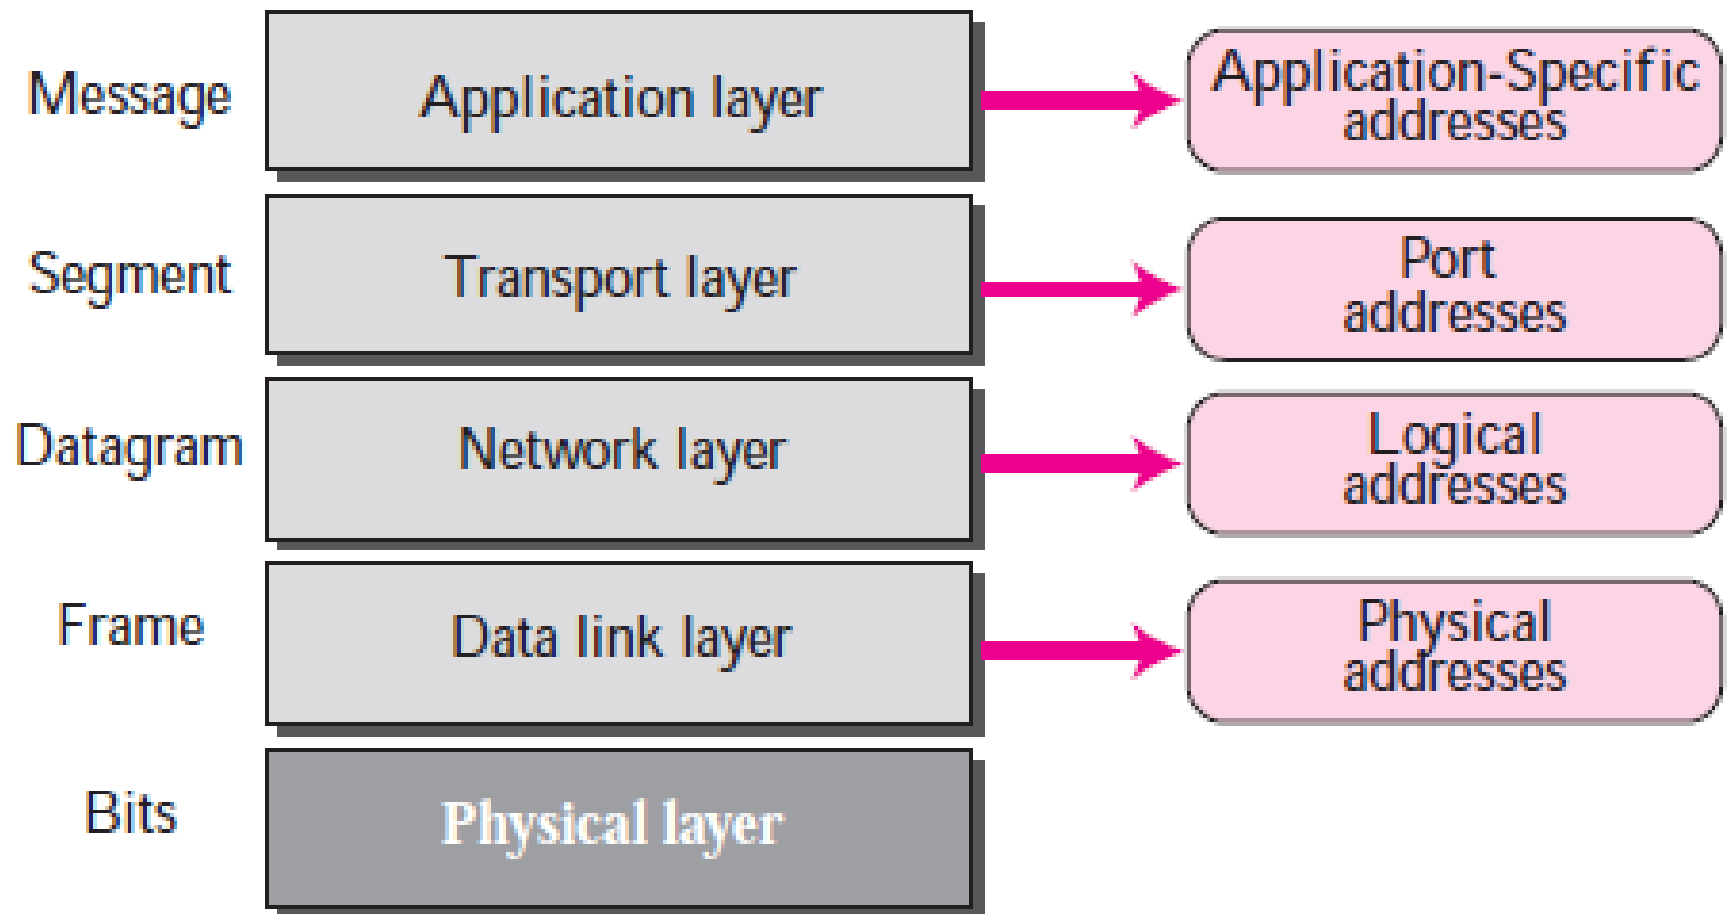 Message
Application layer
Application-Specific
addresses
Segment
Transport layer
Port
addresses
Datagram
Network layer
Logical
addresses
Frame
Data link layer
Physical
addresses
Bits
Physical layer